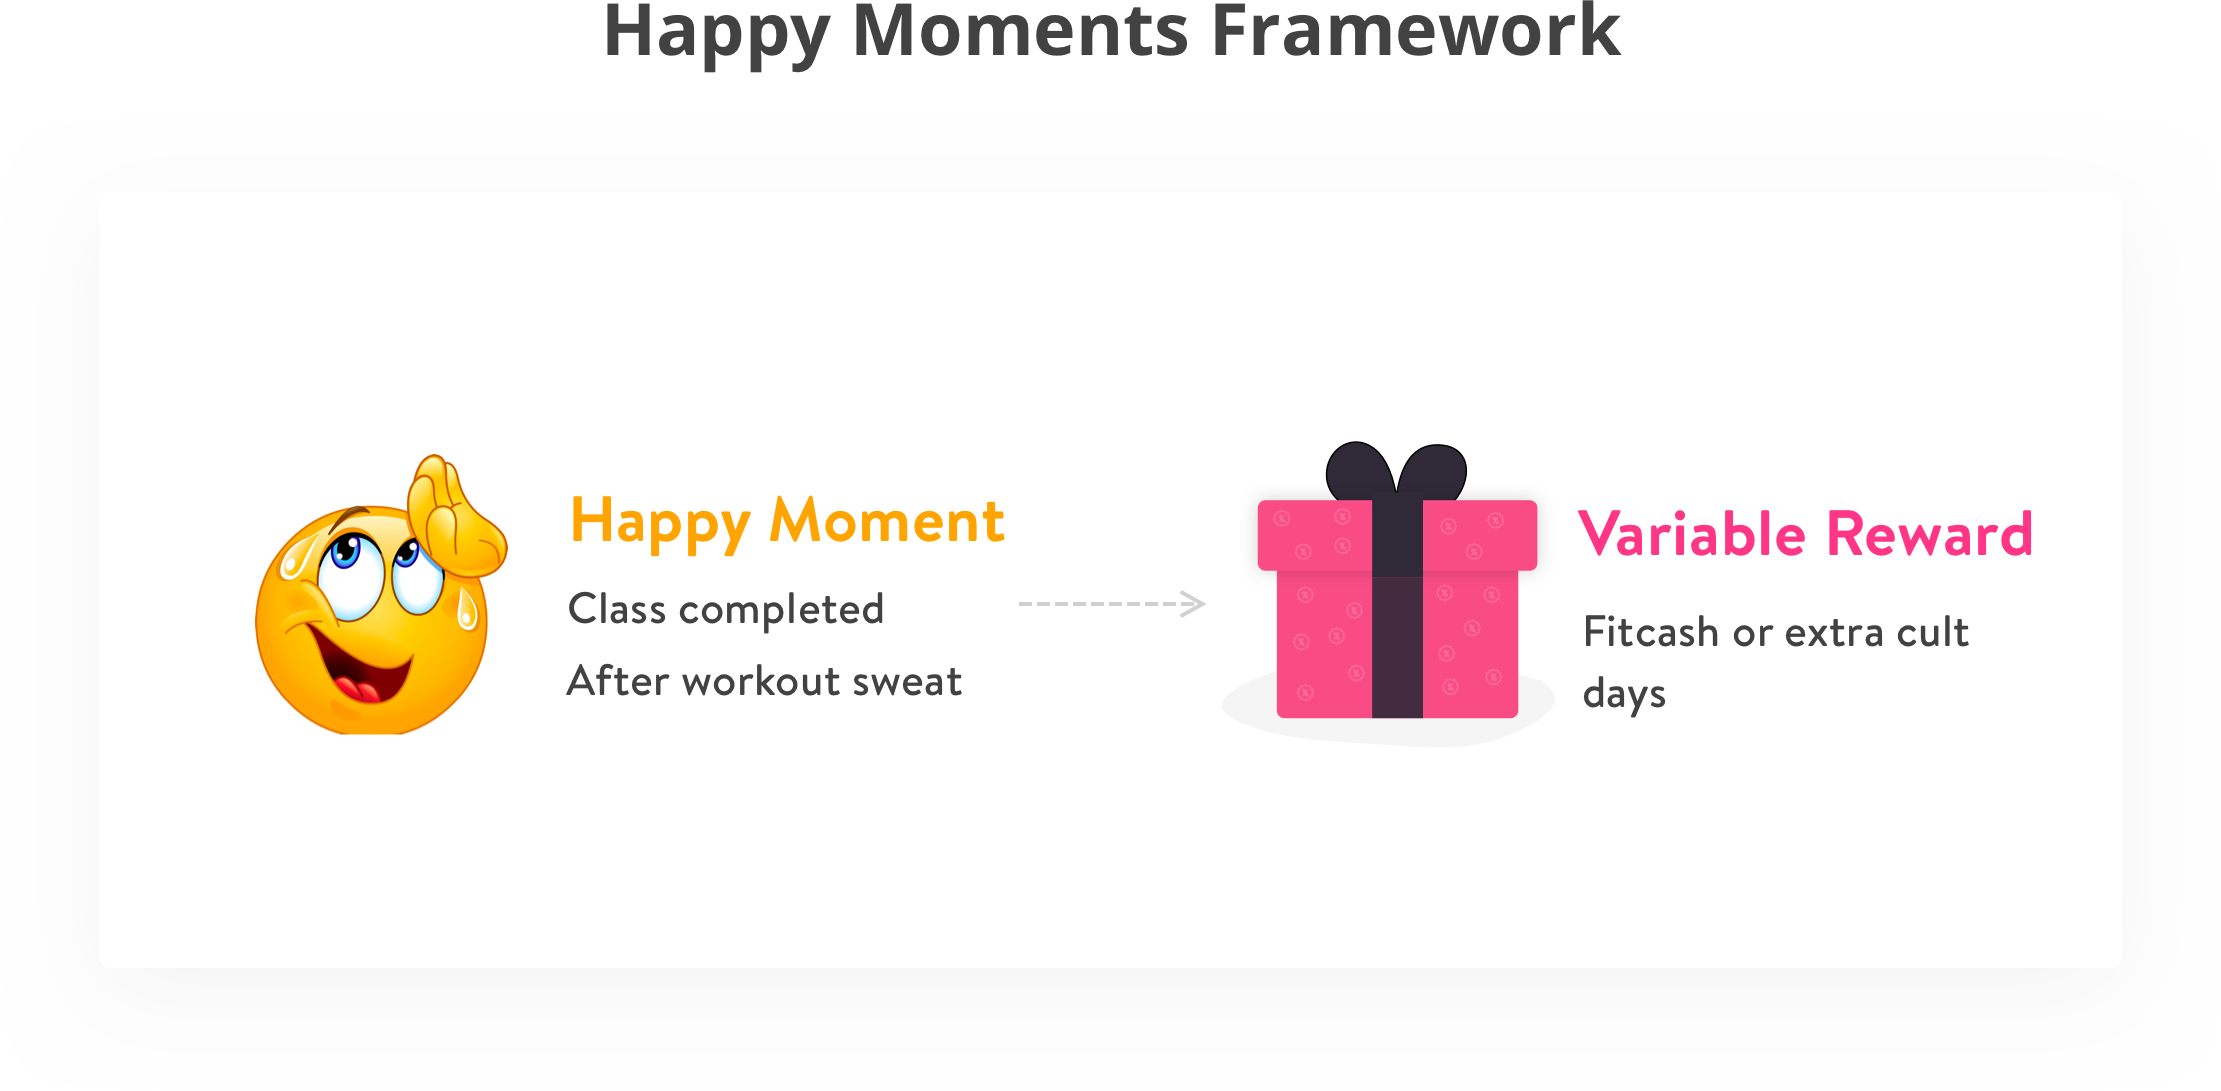 Happy Moments Framework
Happy Moment
Class completed
After workout sweat
Variable Reward
Fitcash or extra cult
days